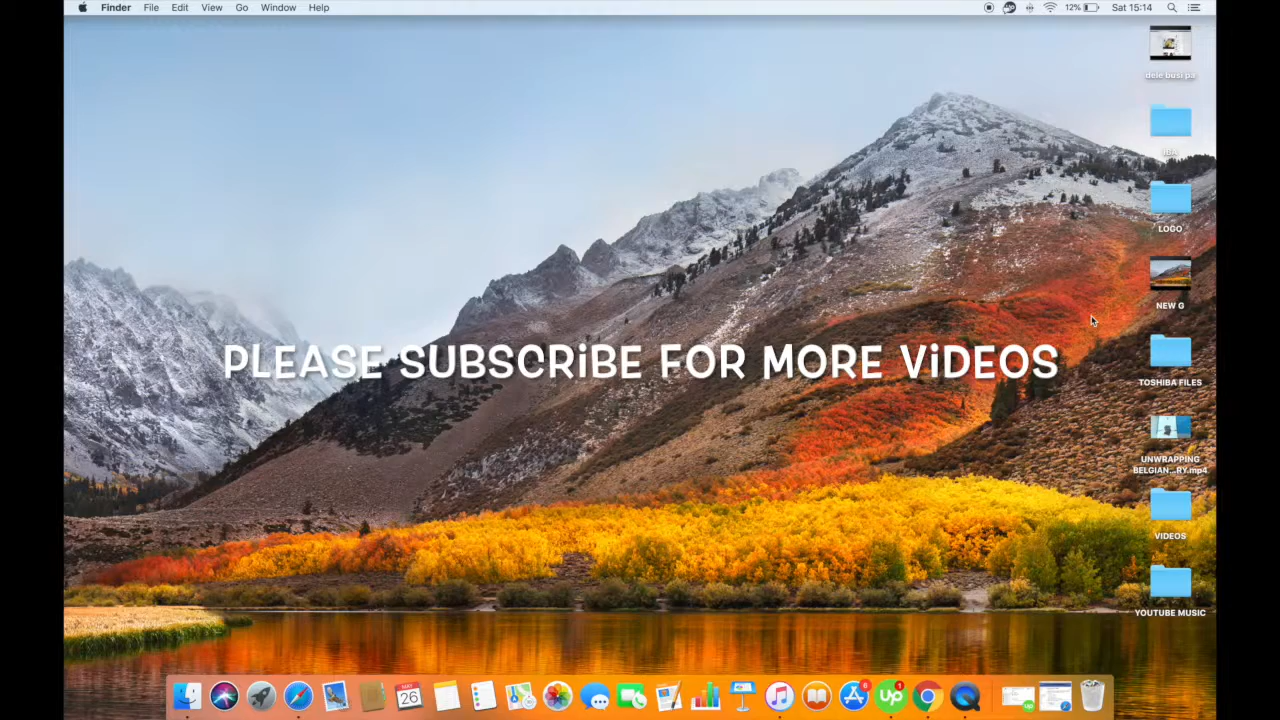 Finder File Edit View Go Window Help 12% Sat 15:14
dele busi pa
LOGO
NEW G
PLEASE SUBSCRiBE FOR MORE ViDEOS
TOSHIBA FILES
UNWRAPPING
BELGIAN...RY.mp4
VIDEOS
YOUTUBE MUSIC
26
up